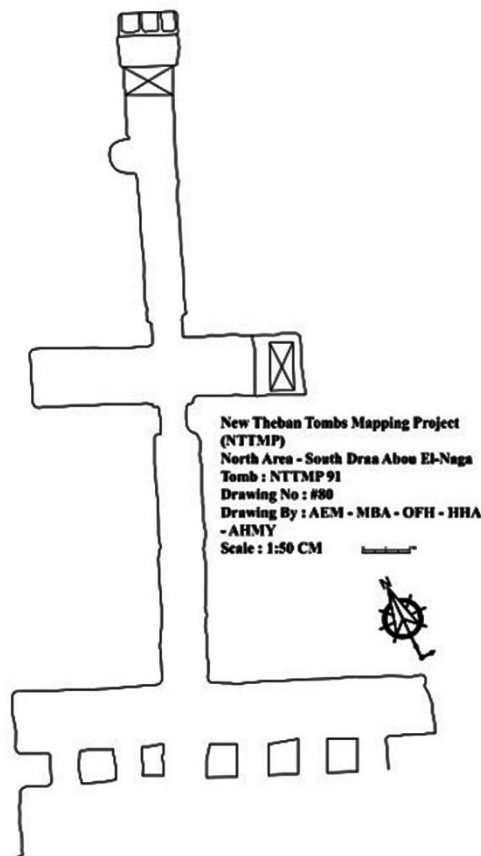 New Theban Tombs Mapping Project
(NTTMP)
North Area - South Draa Abou El-Naga
Tomb : NTTMP 91
Drawing No : #80
Drawing By : AEM - MBA - OFH - HHA
- AHMY
Scale : 1:50 CM
N